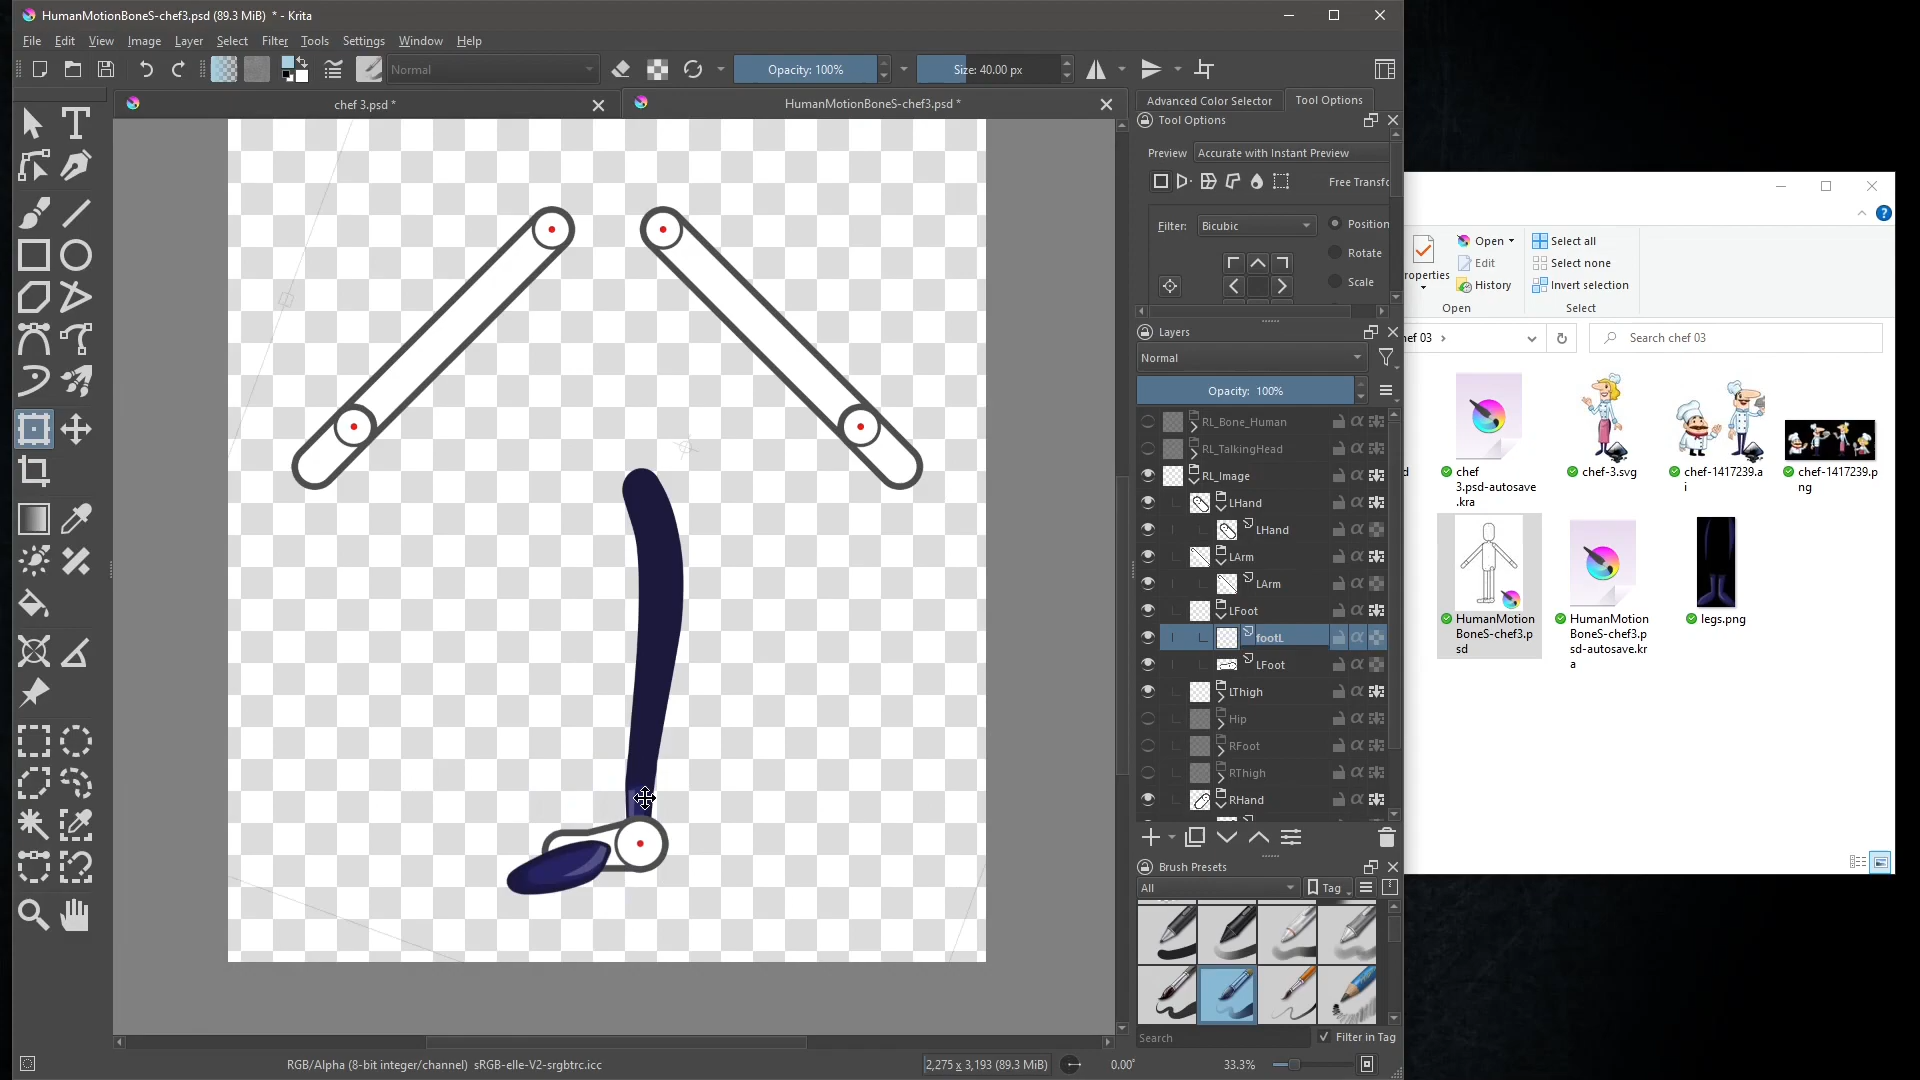 HumanMotionBoneS-chef3.psd (89.3 MiB) * - Krita
File Edit View Image Layer Select Filter Tools Settings Window Help
Normal
Opacity: 100%
Size: 40.00 px
chef 3.psd *
HumanMotionBoneS-chef3.psd *
Advanced Color Selector
Tool Options
Tool Options
Preview
Accurate with Instant Preview
Free Transfo
Filter:
Bicubic
Position
Rotate
Scale
Layers
Normal
Opacity: 100%
RL_Bone_Human
RL_TalkingHead
RL_Image
LHand
LHand
LArm
LArm
LFoot
footL
LFoot
LThigh
Hip
RFoot
RThigh
RHand
Brush Presets
All
Tag
Search
Filter in Tag
RGB/Alpha (8-bit integer/channel) sRGB-elle-V2-srgbtrc.icc
2,275 x 3,193 (89.3 MiB)
0.00°
33.3%
roperties
Open
Edit
History
Open
Select all
Select none
Invert selection
Select
hef 03
Search chef 03
d
chef
3.psd-autosave
.kra
chef-3.svg
chef-1417239.a
i
chef-1417239.p
ng
HumanMotion
BoneS-chef3.p
sd
HumanMotion
BoneS-chef3.p
sd-autosave.kr
a
legs.png